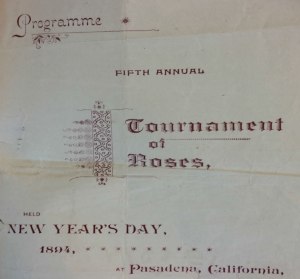 Programme
FIFTH ANNUAL
Tournament
of
Roses,
HELD
NEW YEAR'S DAY,
1894, * * * * * * * *
AT Pasadena, California,